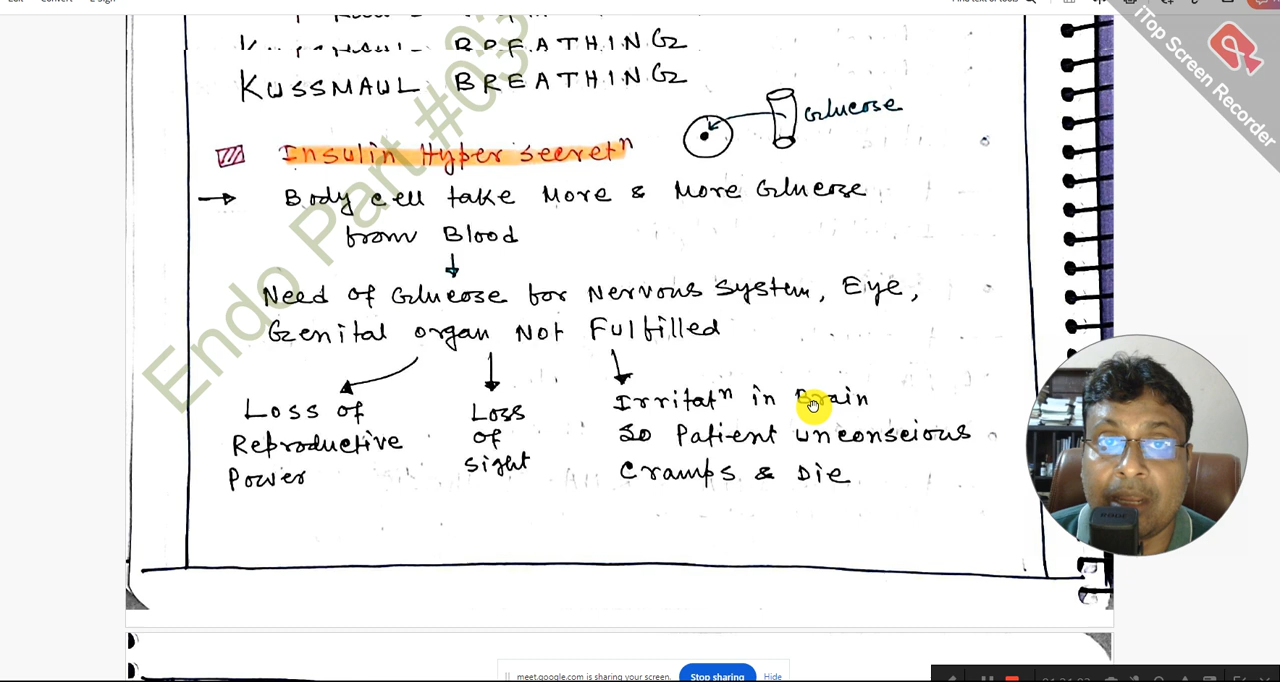 KUSSMAUL BREATHING
Glucose
Insulin Hyper secretⁿ
→ Body cell take More & More Glucose
from Blood
↓
Need of Glucose for Nervous system, Eye,
Genital organ Not Fulfilled
Loss of
Reproductive
Power
Loss
of
sight
Irritatⁿ in Brain
So Patient unconscious
Cramps & Die
Endo Part #03
iTop Screen Recorder
meet.google.com is sharing your screen.
Stop sharing
Hide